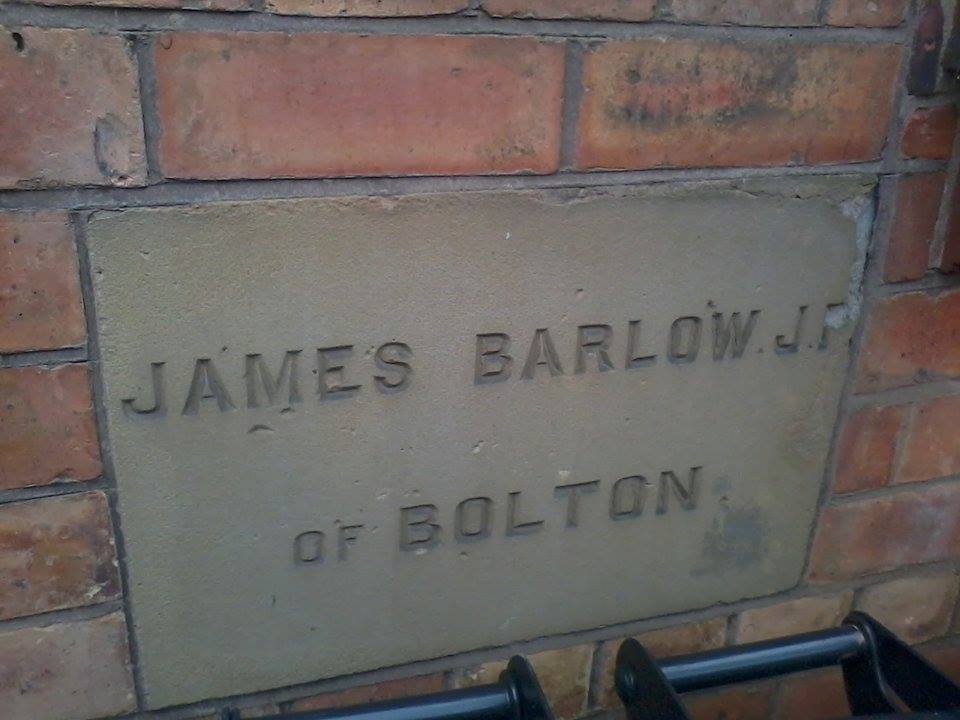 JAMES BARLOW. J.P.
OF BOLTON.